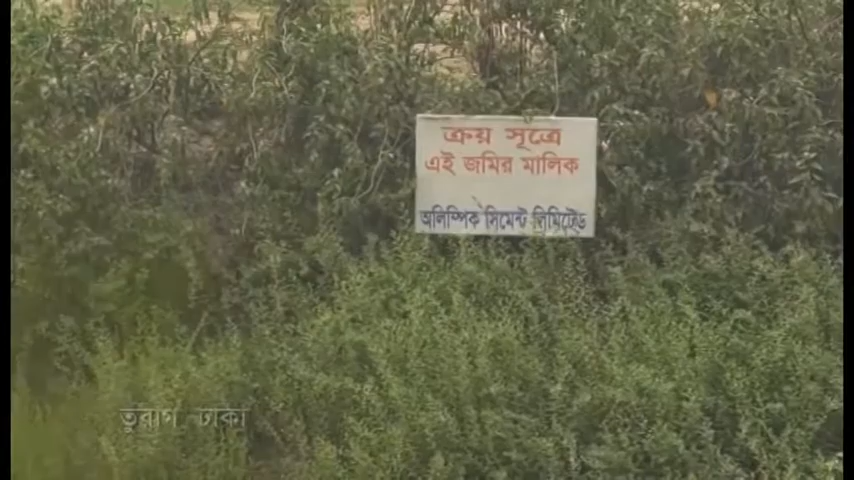 ক্রয় সূত্রে
এই জমির মালিক
অলিম্পিক সিমেন্ট লিমিটেড
তুরাগ ঢাকা